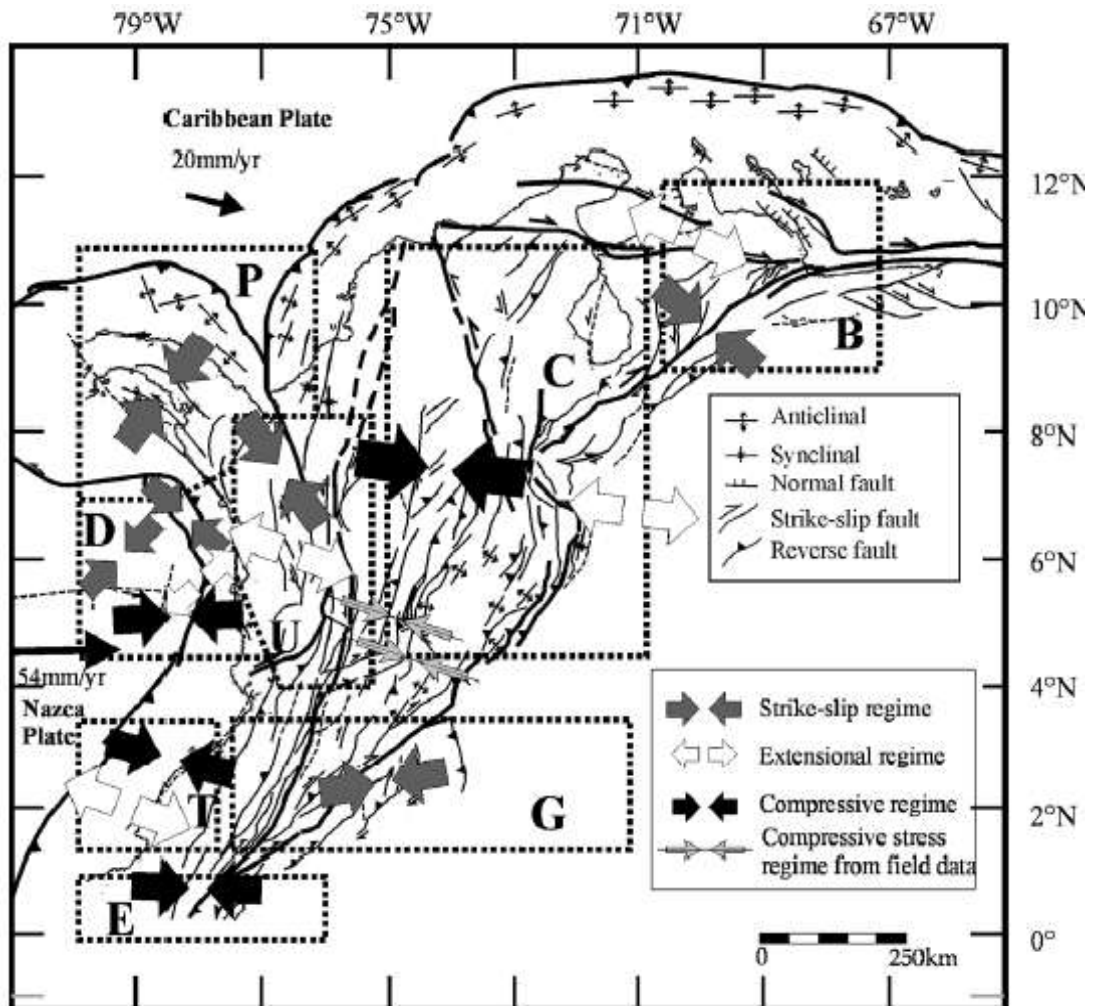 79°W 75°W 71°W 67°W
Caribbean Plate
20mm/yr
12°N
P
10°N
B
C
Anticlinal
Synclinal
Normal fault
Strike-slip fault
Reverse fault
8°N
D
6°N
U
54mm/yr
Nazca
Plate
4°N
Strike-slip regime
Extensional regime
Compressive regime
Compressive stress
regime from field data
T
G
2°N
E
0°
0 250km